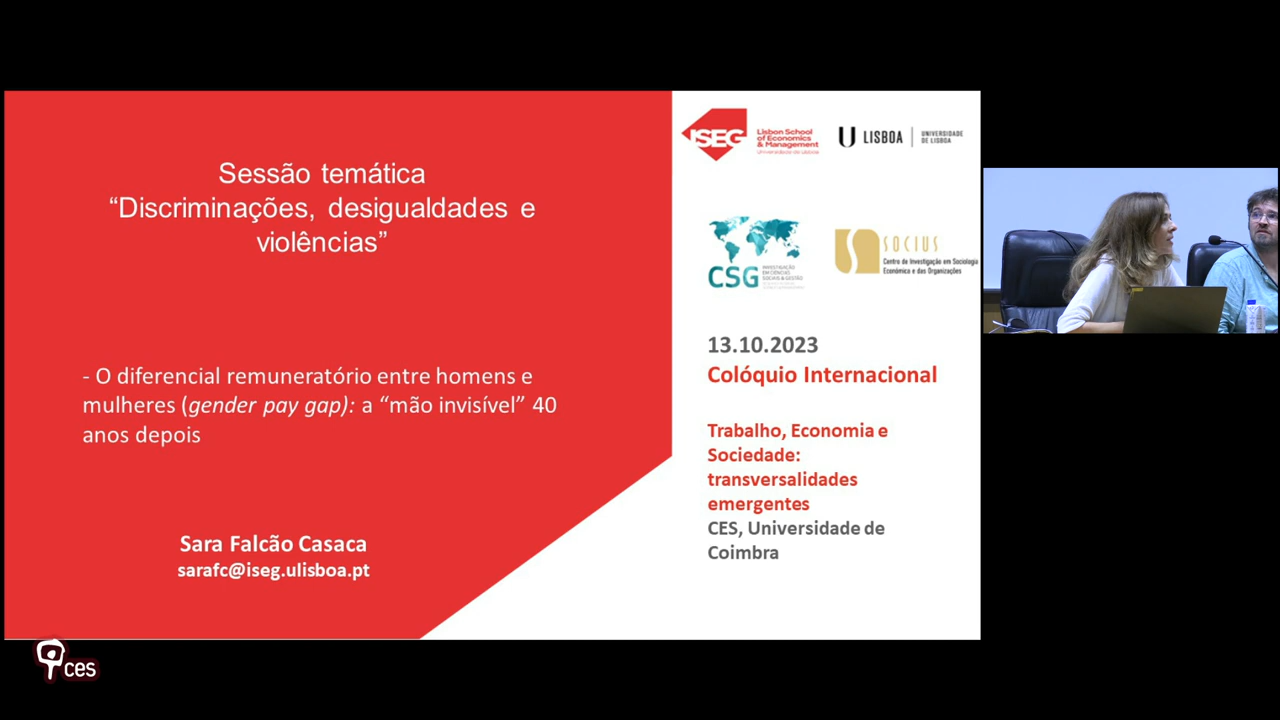 Sessão temática
“Discriminações, desigualdades e
violências”
- O diferencial remuneratório entre homens e
mulheres (gender pay gap): a “mão invisível” 40
anos depois
Sara Falcão Casaca
sarafc@iseg.ulisboa.pt
ISEG
Lisbon School
of Economics
& Management
Universidade de Lisboa
U LISBOA
UNIVERSIDADE
DE LISBOA
CSG
INVESTIGAÇÃO
EM CIÊNCIAS
SOCIAIS & GESTÃO
SOCIUS
Centro de Investigação em Sociologia
Económica e das Organizações
13.10.2023
Colóquio Internacional
Trabalho, Economia e
Sociedade:
transversalidades
emergentes
CES, Universidade de
Coimbra
ces